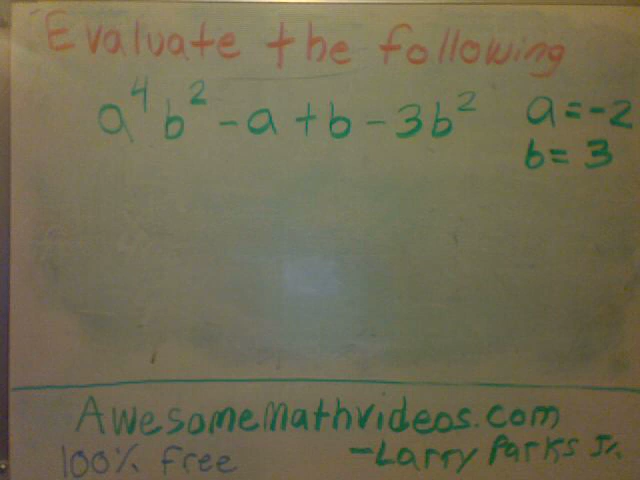 Evaluate the following
a⁴b² - a + b - 3b² a = -2
b = 3
Awesomemathvideos.com
100% free -Larry Parks Jr.